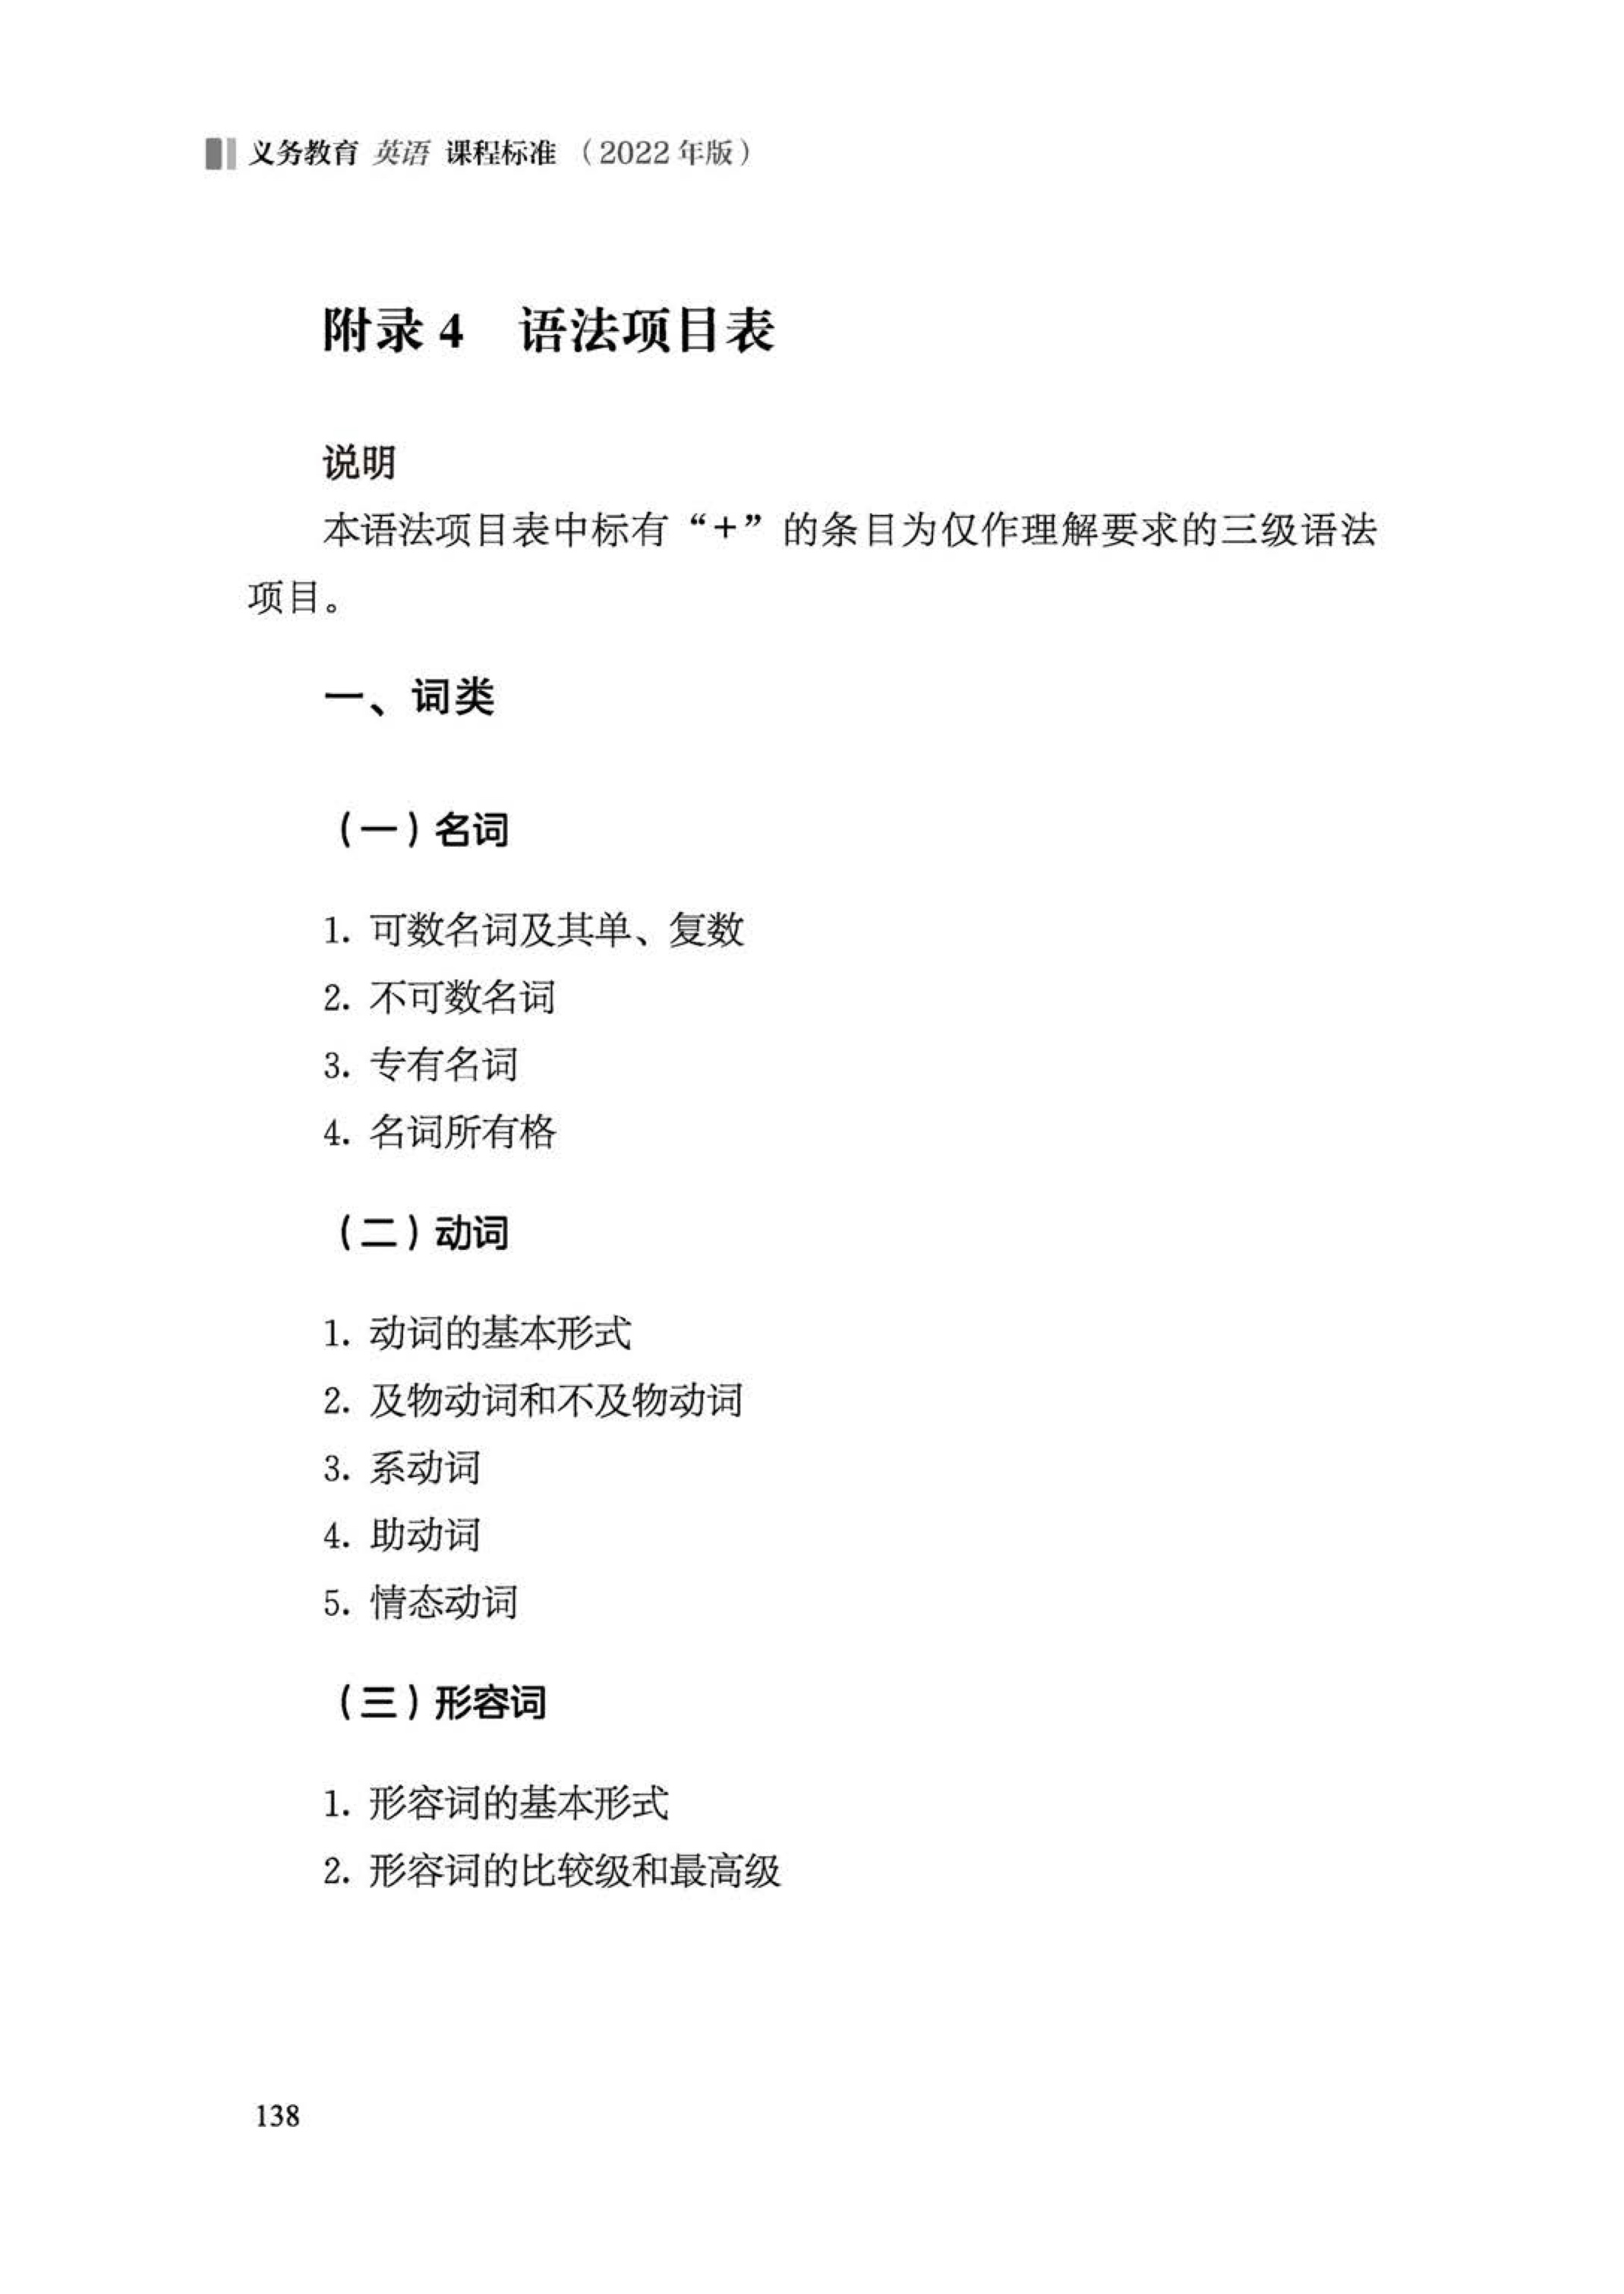 义务教育 英语 课程标准（2022年版）
附录4 语法项目表
说明
本语法项目表中标有“+”的条目为仅作理解要求的三级语法
项目。
一、词类
（一）名词
1. 可数名词及其单、复数
2. 不可数名词
3. 专有名词
4. 名词所有格
（二）动词
1. 动词的基本形式
2. 及物动词和不及物动词
3. 系动词
4. 助动词
5. 情态动词
（三）形容词
1. 形容词的基本形式
2. 形容词的比较级和最高级
138